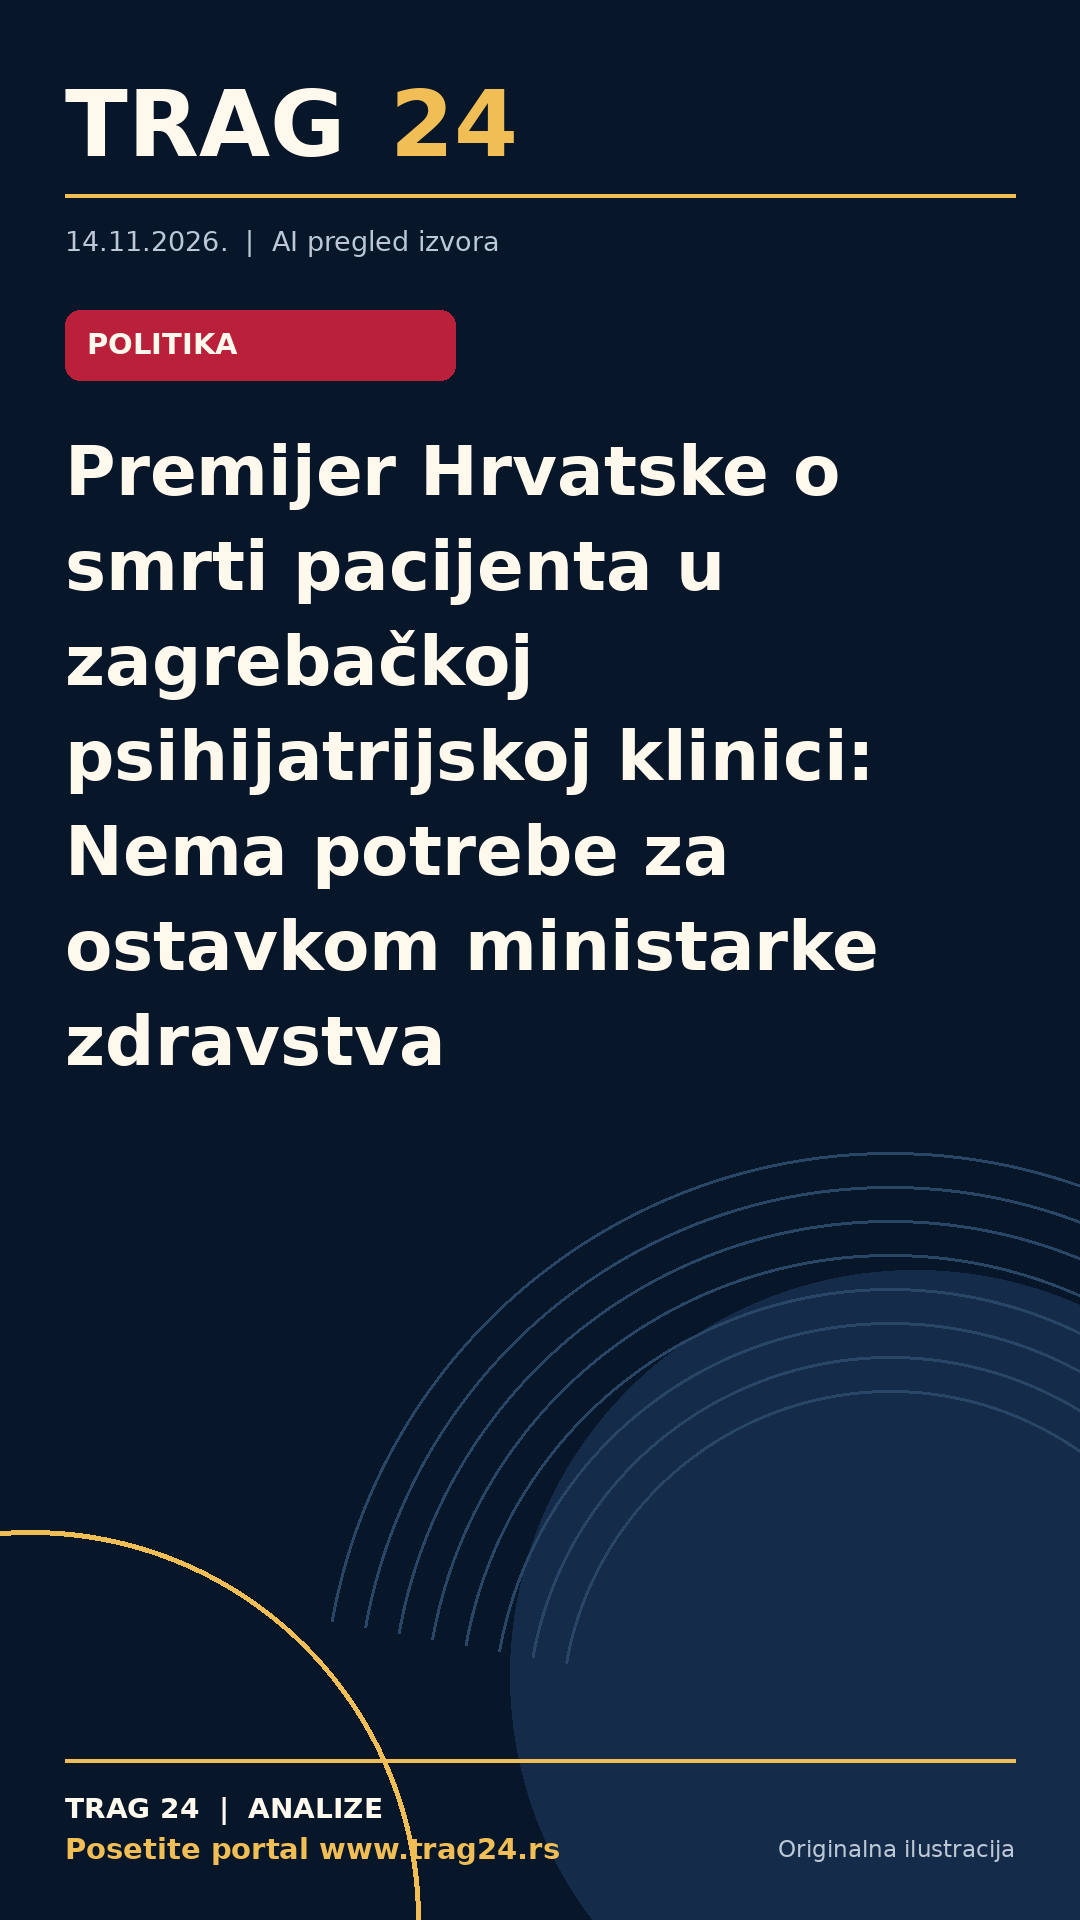 TRAG 24
14.11.2026. | AI pregled izvora
POLITIKA
Premijer Hrvatske o
smrti pacijenta u
zagrebačkoj
psihijatrijskoj klinici:
Nema potrebe za
ostavkom ministarke
zdravstva
TRAG 24 | ANALIZE
Posetite portal www.trag24.rs
Originalna ilustracija